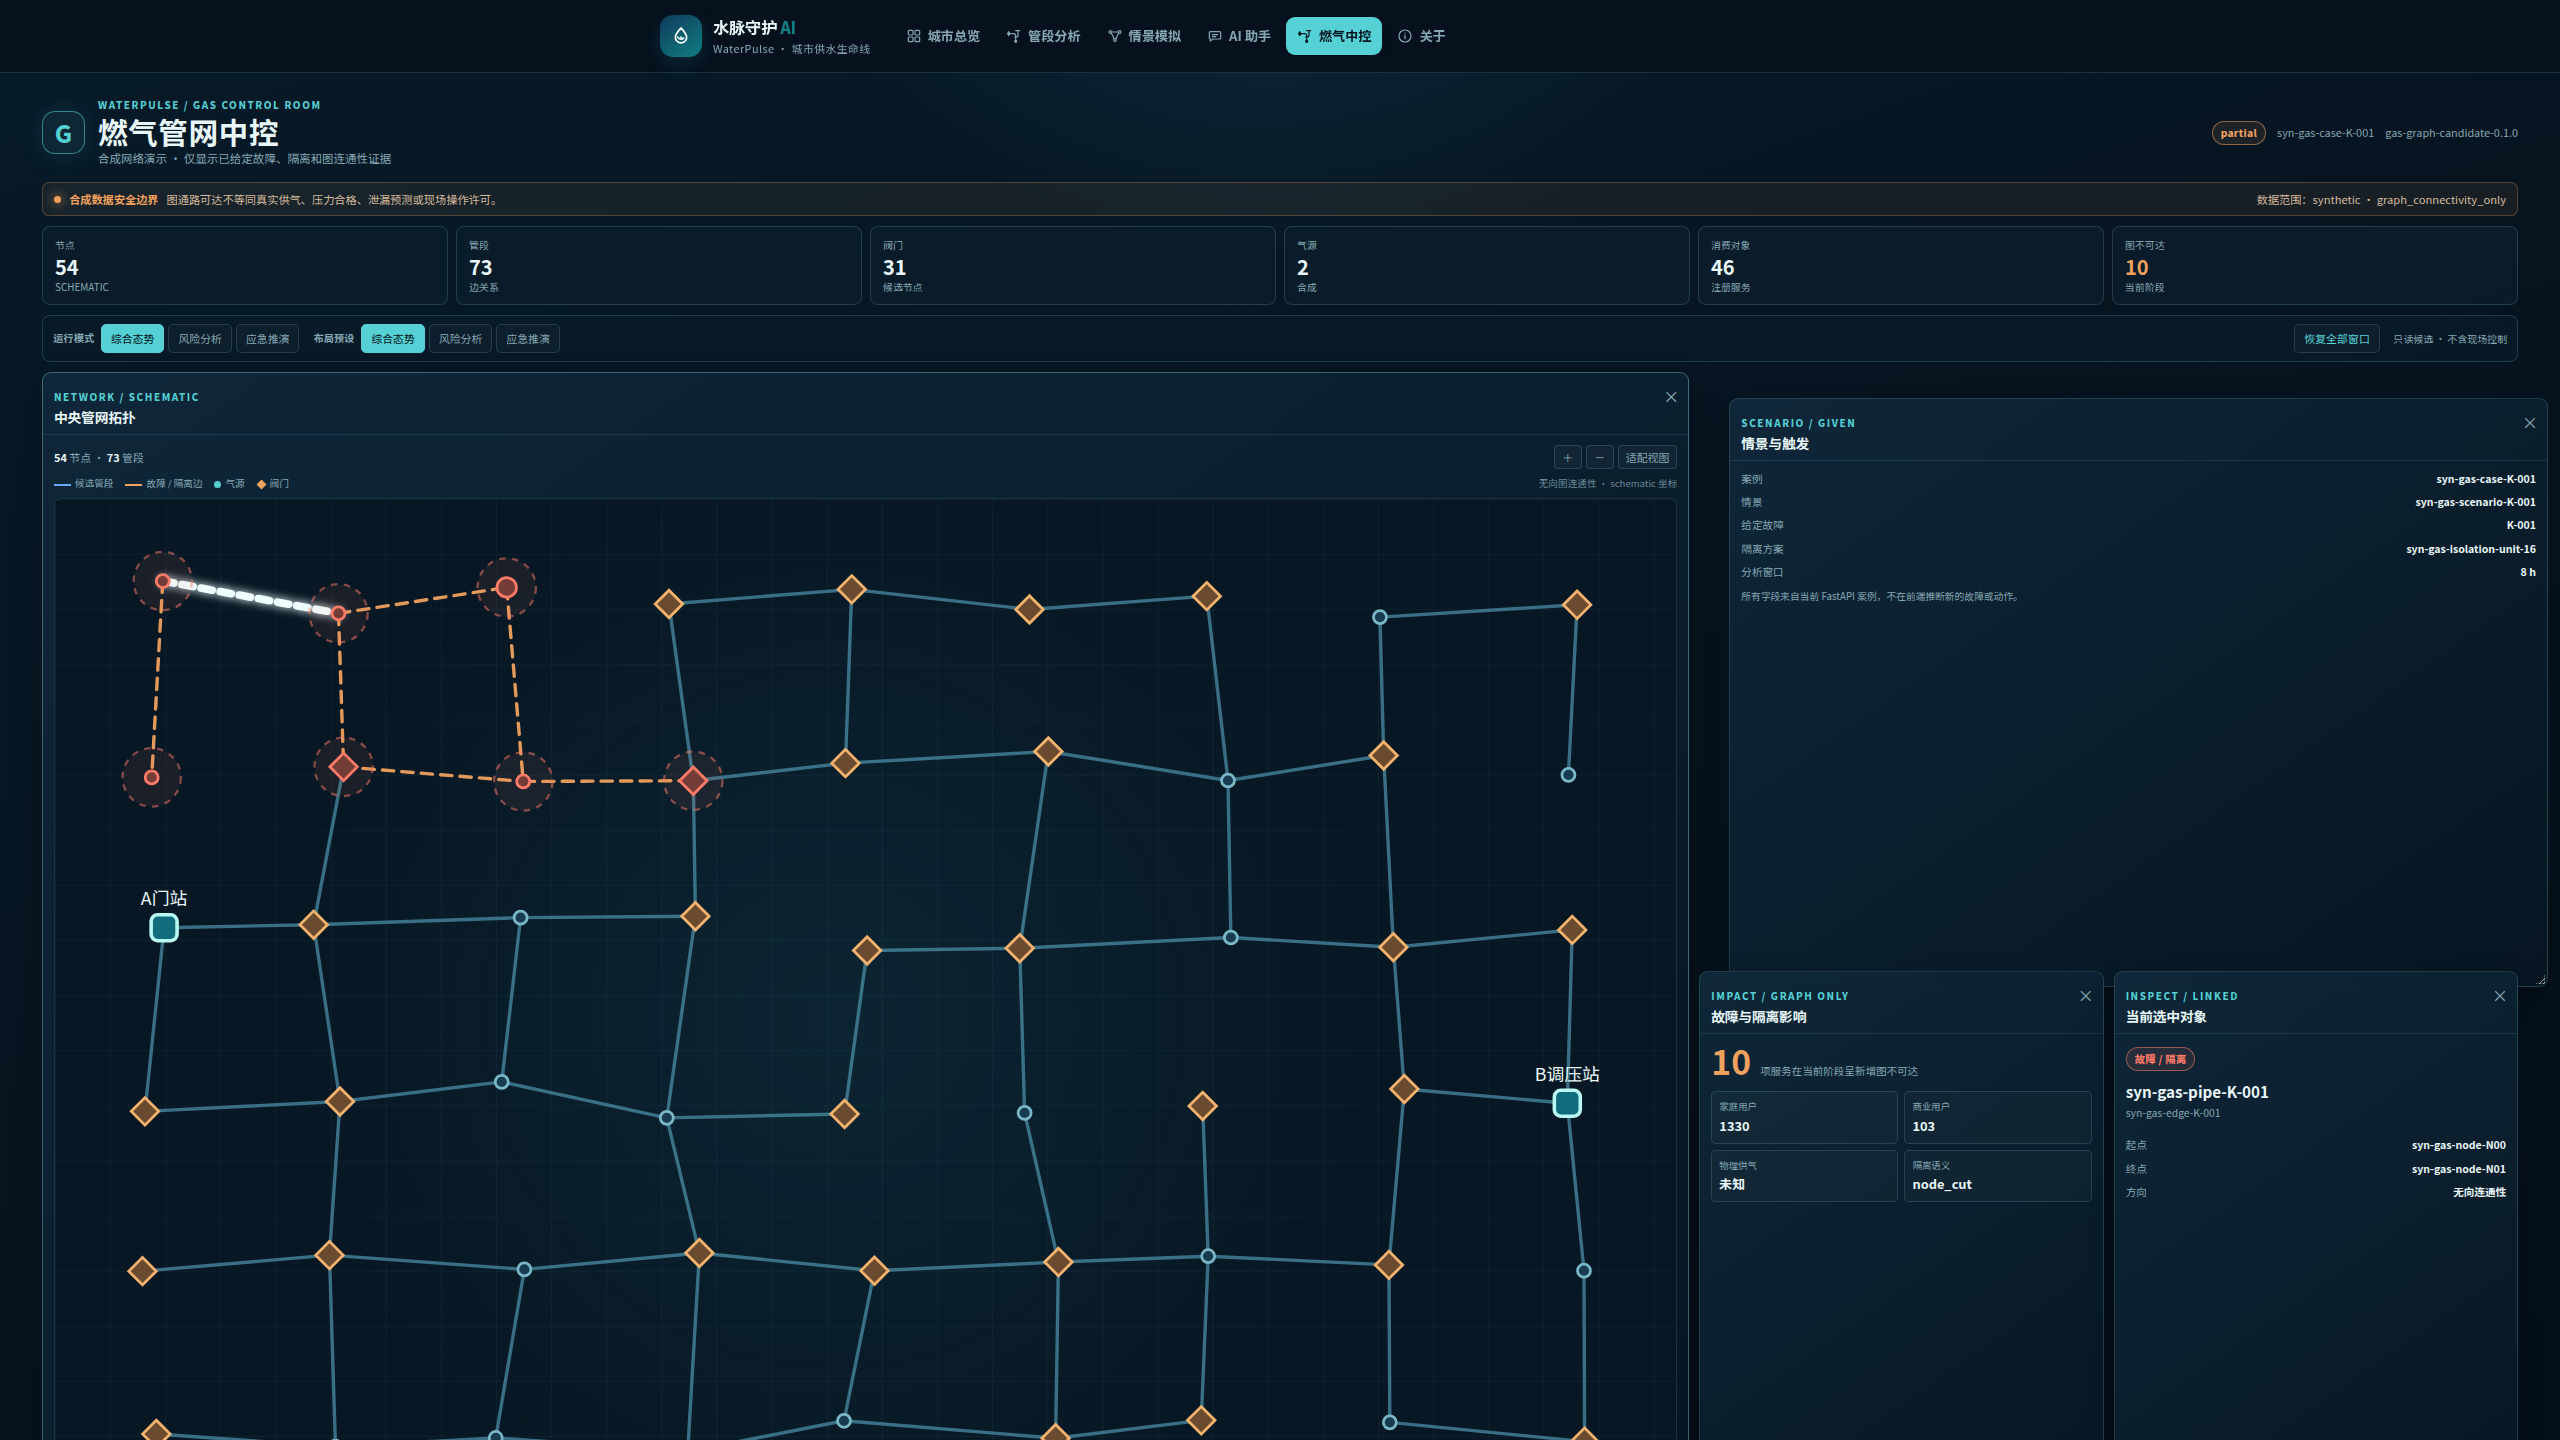 水脉守护 AI
WaterPulse · 城市供水生命线
城市总览
管段分析
情景模拟
AI 助手
燃气中控
关于
WATERPULSE / GAS CONTROL ROOM
G
燃气管网中控
合成网络演示 · 仅显示已给定故障、隔离和图连通性证据
partial
syn-gas-case-K-001
gas-graph-candidate-0.1.0
合成数据安全边界 图通路可达不等同真实供气、压力合格、泄漏预测或现场操作许可。
数据范围：synthetic · graph_connectivity_only
节点
54
SCHEMATIC
管段
73
边关系
阀门
31
候选节点
气源
2
合成
消费对象
46
注册服务
图不可达
10
当前阶段
运行模式 综合态势 风险分析 应急推演 布局预设 综合态势 风险分析 应急推演
恢复全部窗口 只读候选 · 不含现场控制
NETWORK / SCHEMATIC
中央管网拓扑
54 节点 · 73 管段
+ − 适配视图
候选管段 故障 / 隔离边 气源 阀门
无向图连通性 · schematic 坐标
A门站
B调压站
SCENARIO / GIVEN
情景与触发
案例 syn-gas-case-K-001
情景 syn-gas-scenario-K-001
给定故障 K-001
隔离方案 syn-gas-isolation-unit-16
分析窗口 8 h
所有字段来自当前 FastAPI 案例，不在前端推断新的故障或动作。
IMPACT / GRAPH ONLY
故障与隔离影响
10 项服务在当前阶段呈新增图不可达
家庭用户
1330
商业用户
103
物理供气
未知
隔离语义
node_cut
INSPECT / LINKED
当前选中对象
故障 / 隔离
syn-gas-pipe-K-001
syn-gas-edge-K-001
起点 syn-gas-node-N00
终点 syn-gas-node-N01
方向 无向连通性